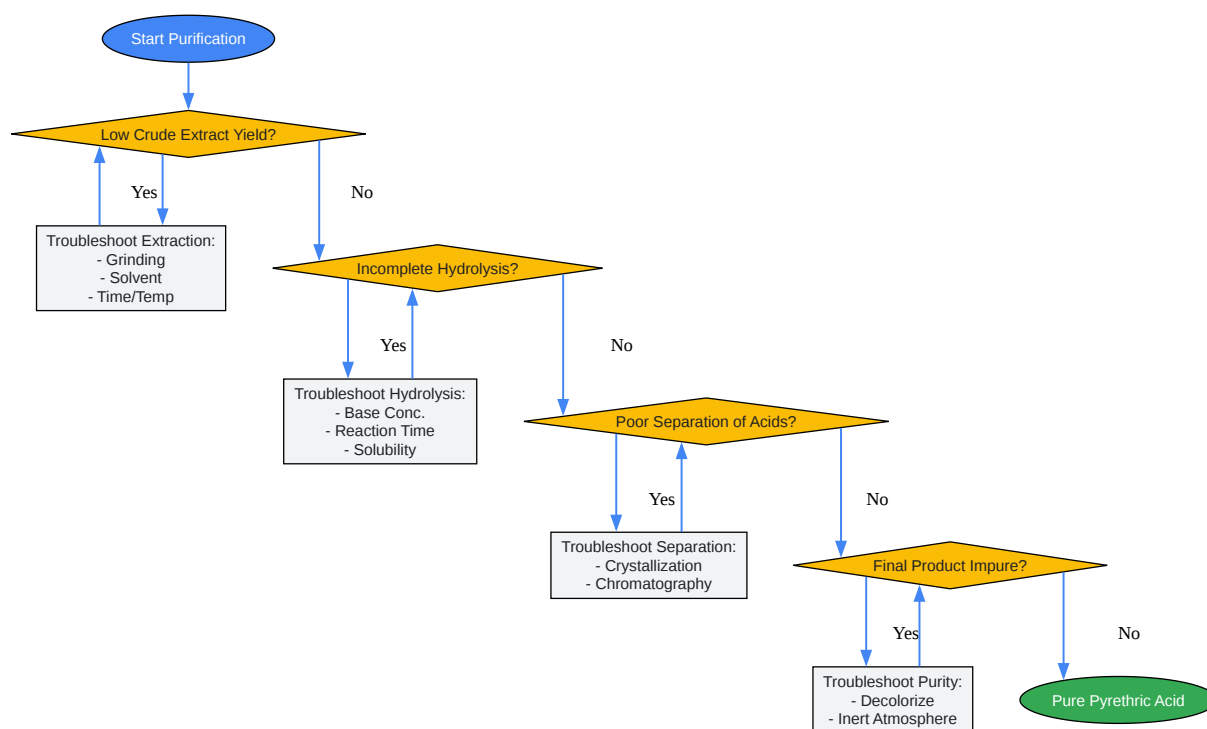 Start Purification
Low Crude Extract Yield?
Yes
No
Troubleshoot Extraction:
- Grinding
- Solvent
- Time/Temp
Incomplete Hydrolysis?
Yes
No
Troubleshoot Hydrolysis:
- Base Conc.
- Reaction Time
- Solubility
Poor Separation of Acids?
Yes
No
Troubleshoot Separation:
- Crystallization
- Chromatography
Final Product Impure?
Yes
No
Troubleshoot Purity:
- Decolorize
- Inert Atmosphere
Pure Pyrethric Acid